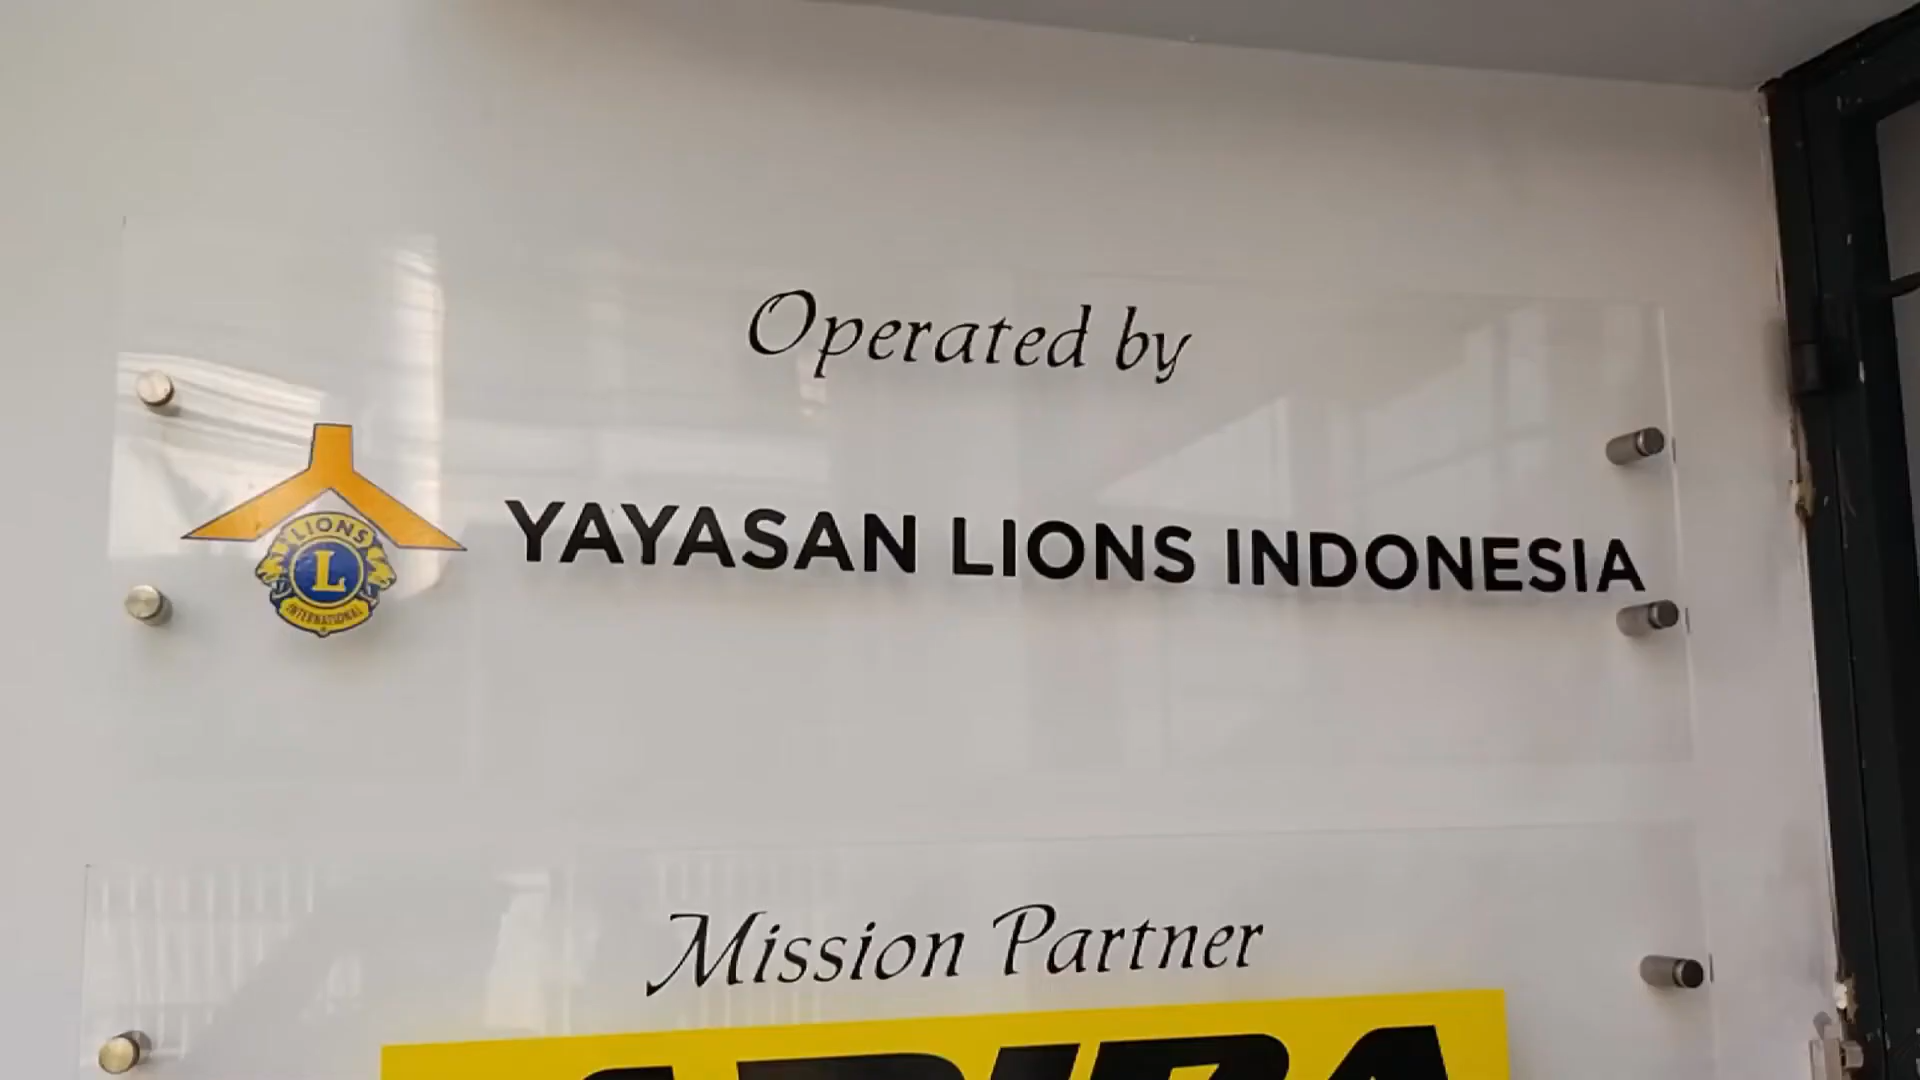 Operated by
LIONS
L
INTERNATIONAL
YAYASAN LIONS INDONESIA
Mission Partner